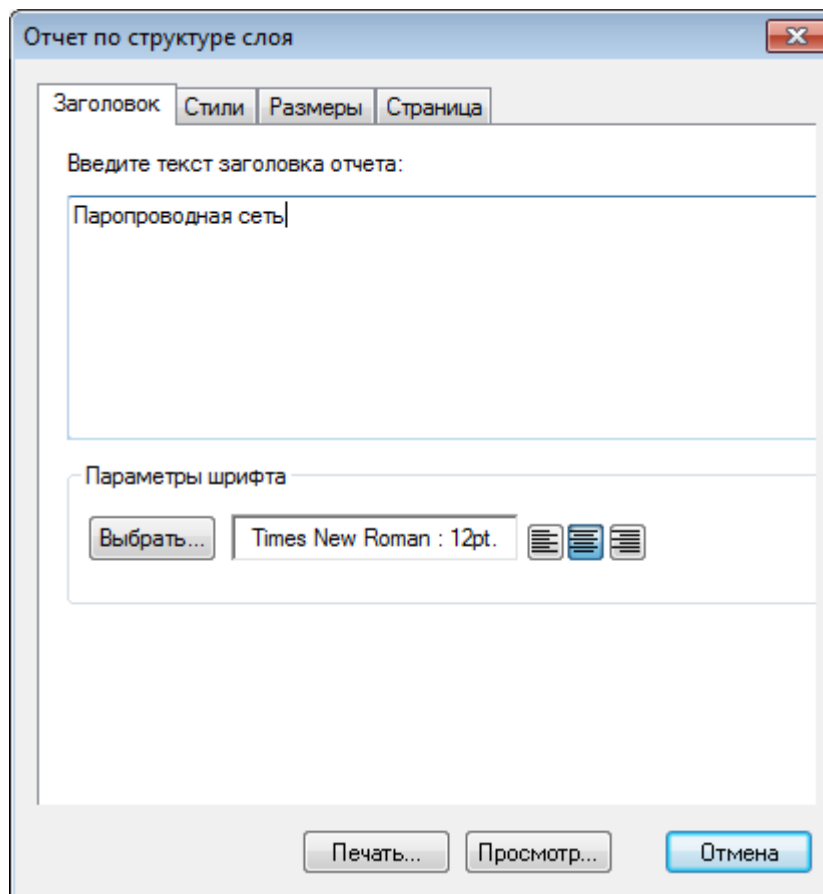 Отчет по структуре слоя
Заголовок Стили Размеры Страница
Введите текст заголовка отчета:
Паропроводная сеть
Параметры шрифта
Выбрать... Times New Roman : 12pt.
Печать... Просмотр... Отмена